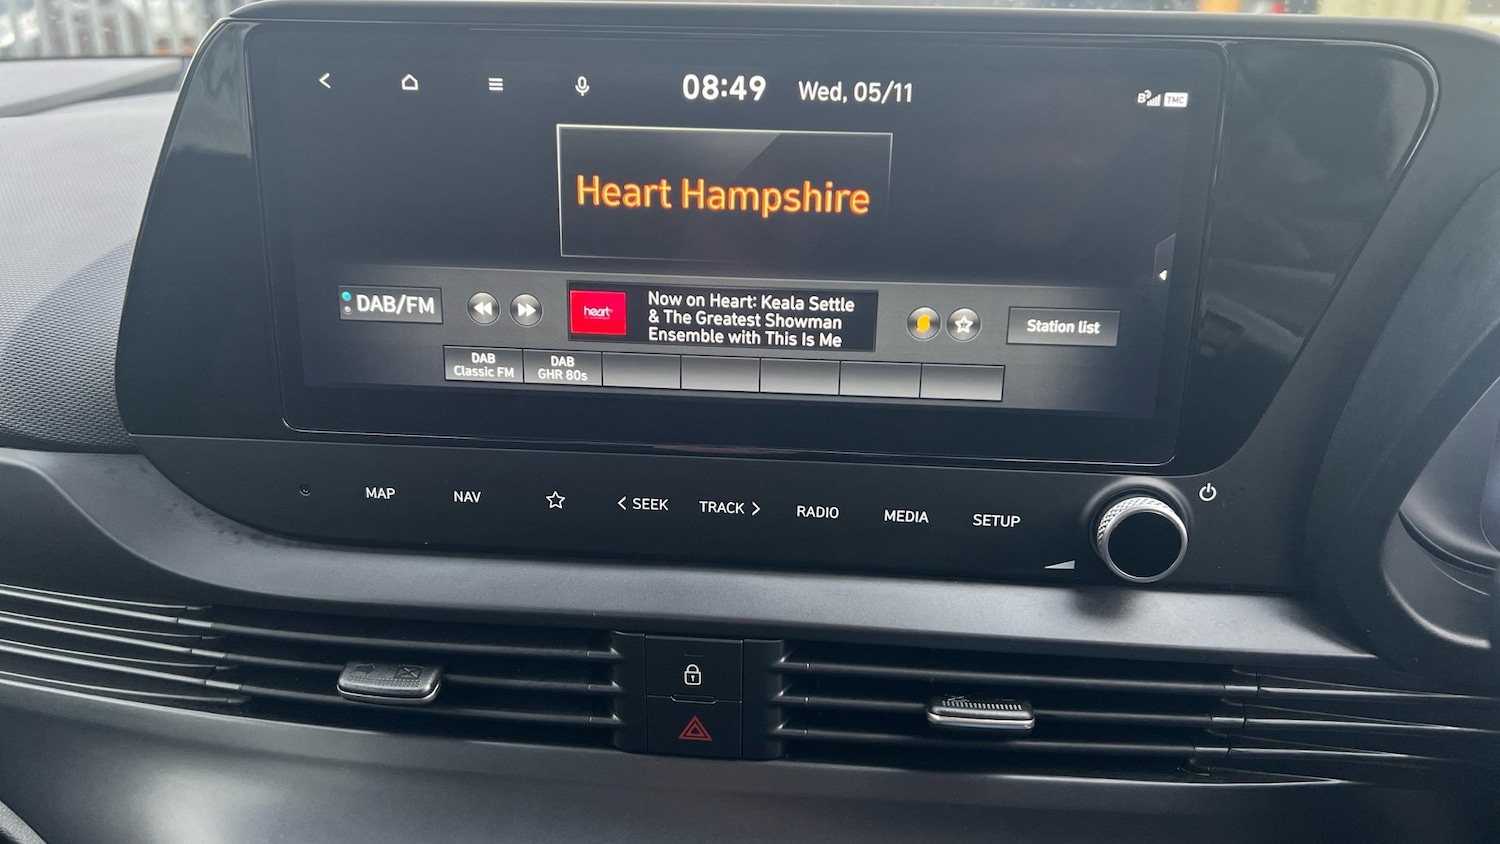 08:49 Wed, 05/11
TMC
Heart Hampshire
DAB/FM
heart
Now on Heart: Keala Settle
& The Greatest Showman
Ensemble with This Is Me
Station list
DAB
Classic FM
DAB
GHR 80s
MAP
NAV
< SEEK
TRACK >
RADIO
MEDIA
SETUP